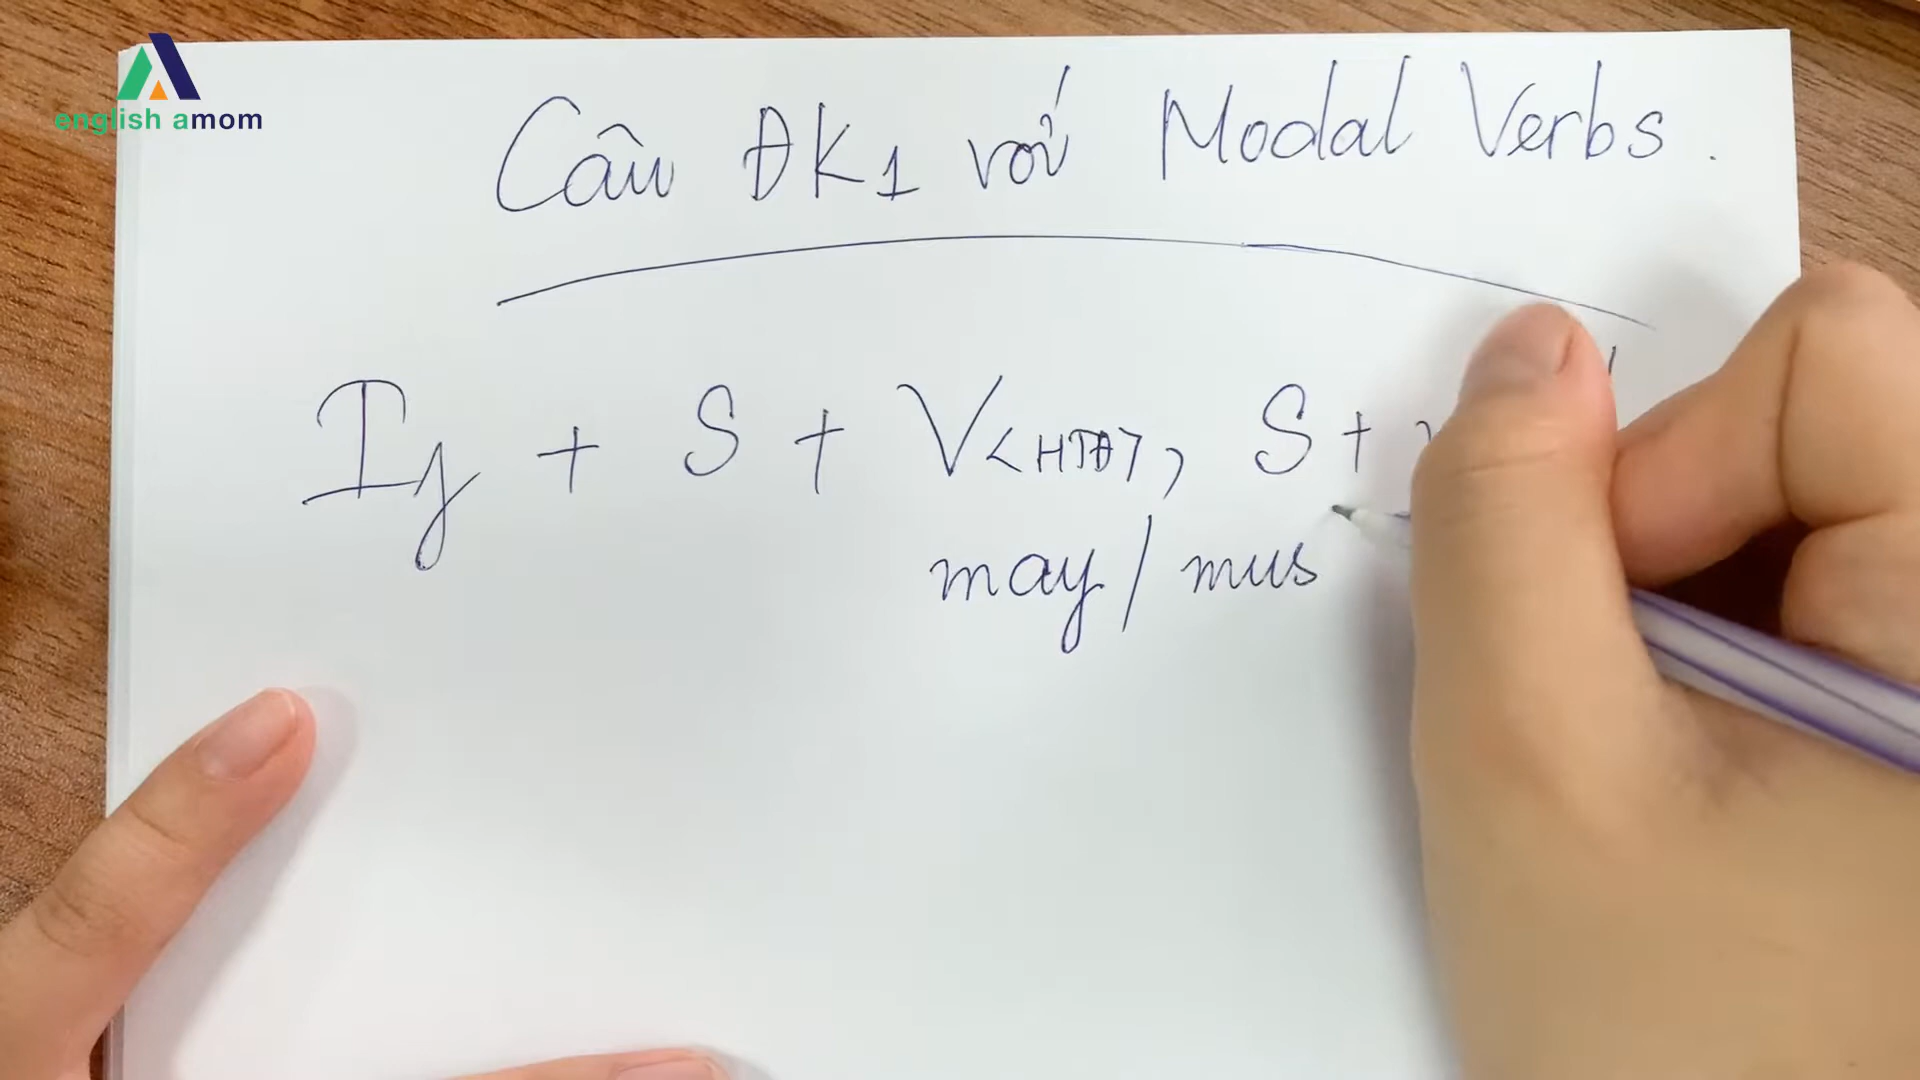 english amom
Câu ĐK1 với Modal Verbs.
If + S + V<HTĐ>, S +
may / mus